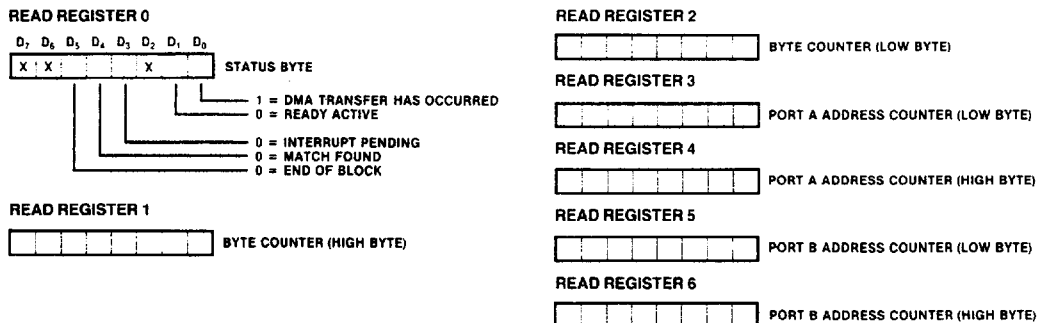 READ REGISTER 0
D7 D6 D5 D4 D3 D2 D1 D0
X X X STATUS BYTE
1 = DMA TRANSFER HAS OCCURRED
0 = READY ACTIVE
0 = INTERRUPT PENDING
0 = MATCH FOUND
0 = END OF BLOCK
READ REGISTER 1
BYTE COUNTER (HIGH BYTE)
READ REGISTER 2
BYTE COUNTER (LOW BYTE)
READ REGISTER 3
PORT A ADDRESS COUNTER (LOW BYTE)
READ REGISTER 4
PORT A ADDRESS COUNTER (HIGH BYTE)
READ REGISTER 5
PORT B ADDRESS COUNTER (LOW BYTE)
READ REGISTER 6
PORT B ADDRESS COUNTER (HIGH BYTE)